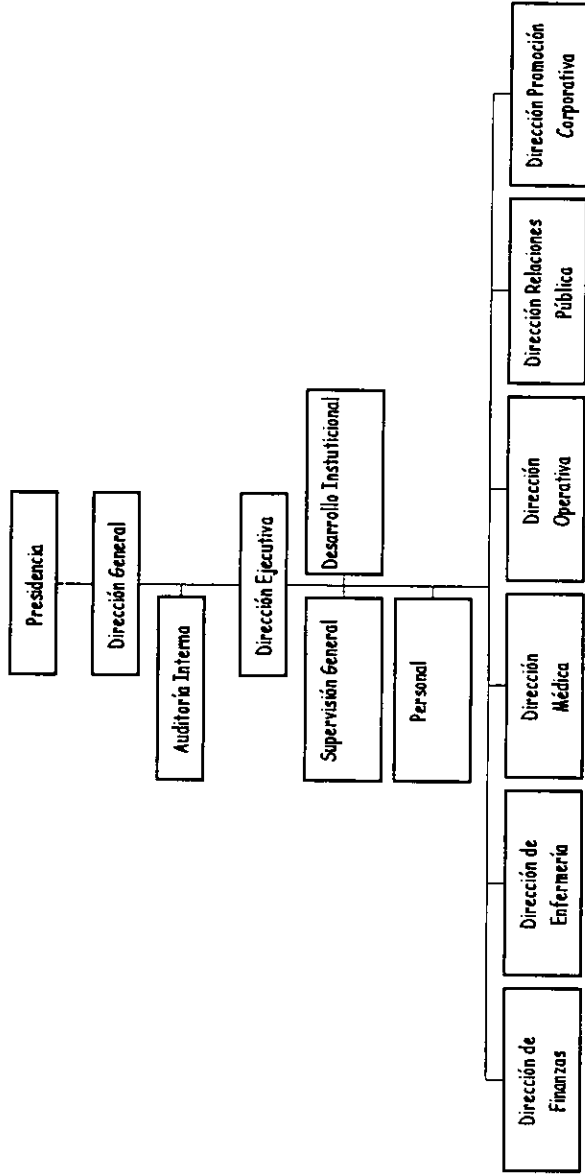 Presidencia
Dirección General
Auditoría Interna
Dirección Ejecutiva
Supervisión General
Desarrollo Instuticional
Personal
Dirección de
Finanzas
Dirección de
Enfermería
Dirección
Médica
Dirección
Operativa
Dirección Relaciones
Pública
Dirección Promoción
Corporativa